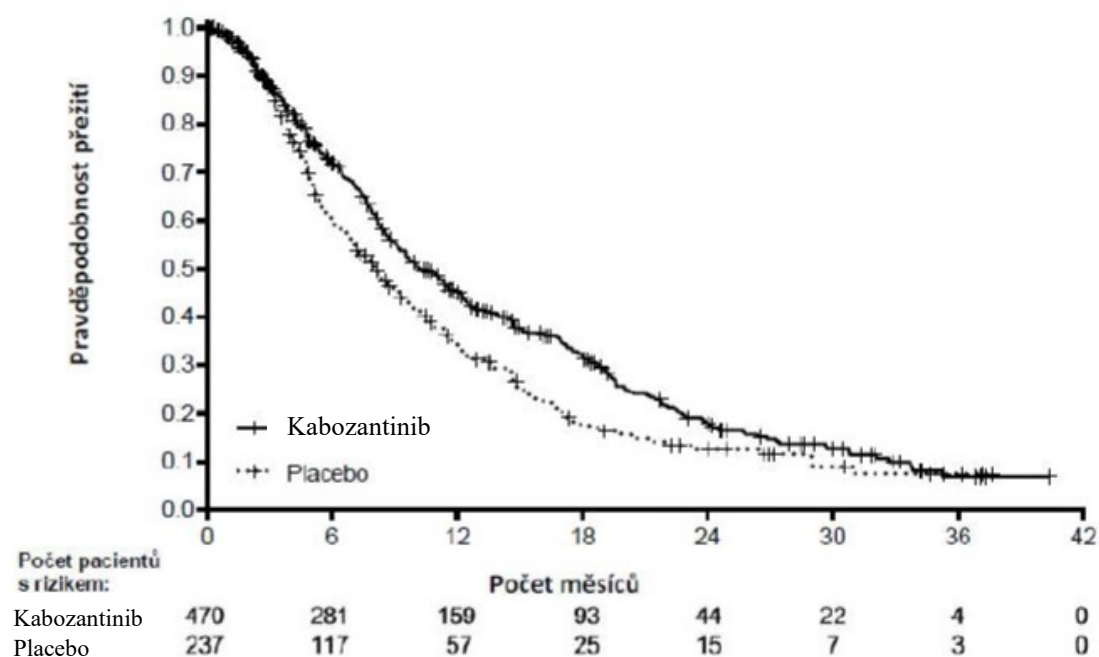 Pravděpodobnost přežití
1.0
0.9
0.8
0.7
0.6
0.5
0.4
0.3
0.2
0.1
0.0
Kabozantinib
Placebo
0 6 12 18 24 30 36 42
Počet měsíců
Počet pacientů
s rizikem:
Kabozantinib 470 281 159 93 44 22 4 0
Placebo 237 117 57 25 15 7 3 0